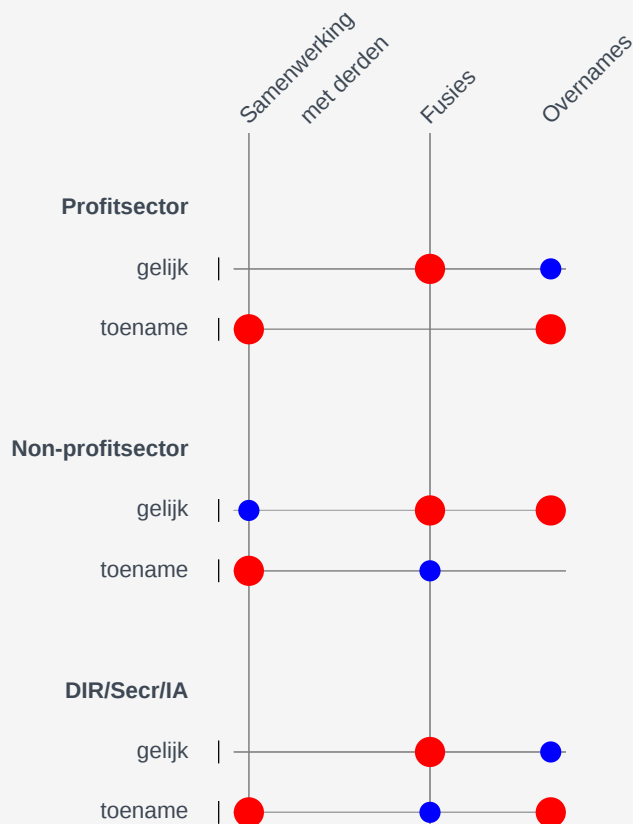 Samenwerking
met derden
Fusies
Overnames
Profitsector
gelijk
toename
Non-profitsector
gelijk
toename
DIR/Secr/IA
gelijk
toename